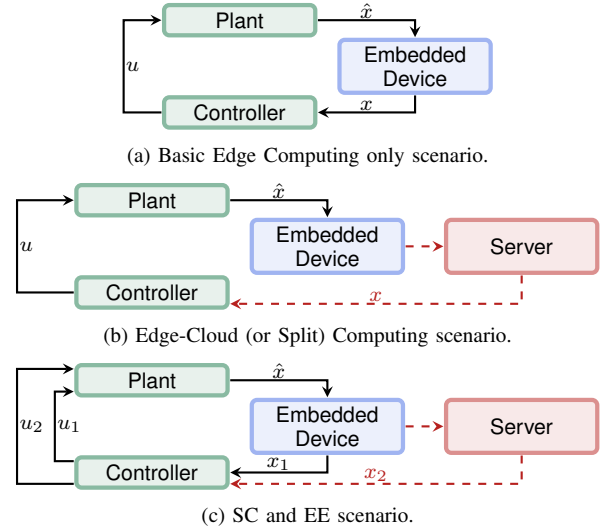 Plant
x̂
Embedded
Device
u
Controller
x
(a) Basic Edge Computing only scenario.
Plant
x̂
Embedded
Device
Server
u
Controller
x
(b) Edge-Cloud (or Split) Computing scenario.
Plant
x̂
Embedded
Device
Server
u₂
u₁
Controller
x₁
x₂
(c) SC and EE scenario.